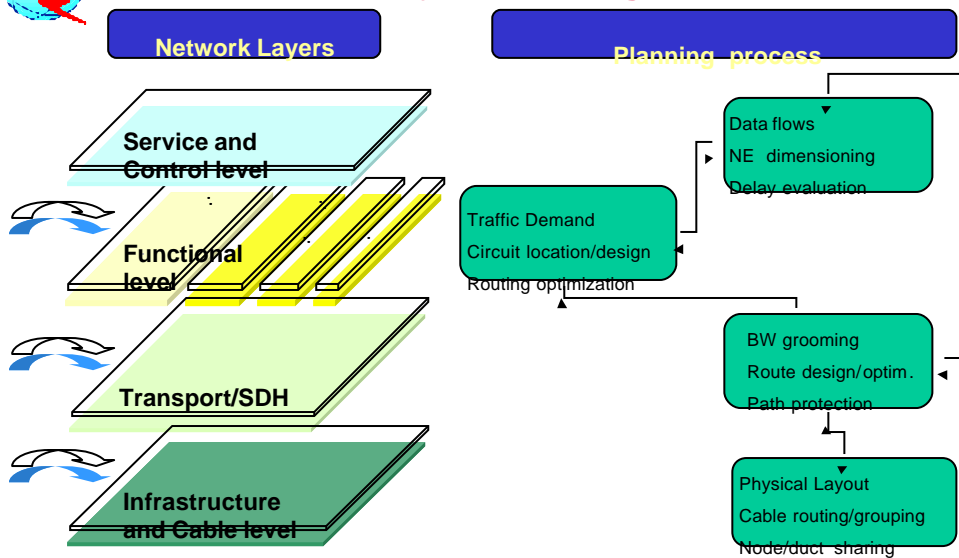 Network Layers
Planning process
Service and
Control level
Functional
level
Transport/SDH
Infrastructure
and Cable level
Data flows
NE dimensioning
Delay evaluation
Traffic Demand
Circuit location/design
Routing optimization
BW grooming
Route design/optim.
Path protection
Physical Layout
Cable routing/grouping
Node/duct sharing